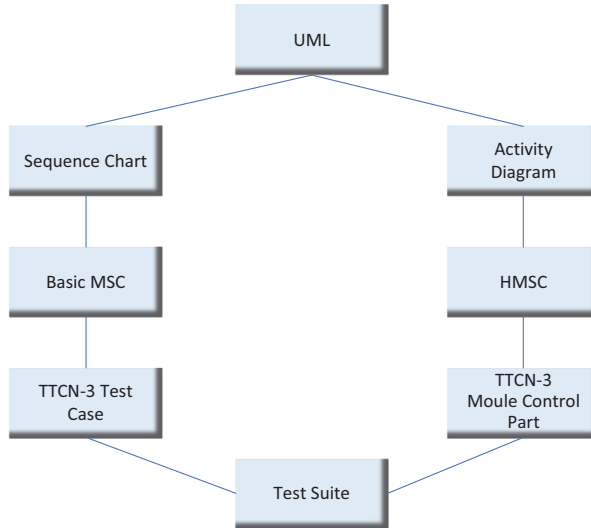 UML
Sequence Chart
Activity
Diagram
Basic MSC
HMSC
TTCN-3 Test
Case
TTCN-3
Moule Control
Part
Test Suite